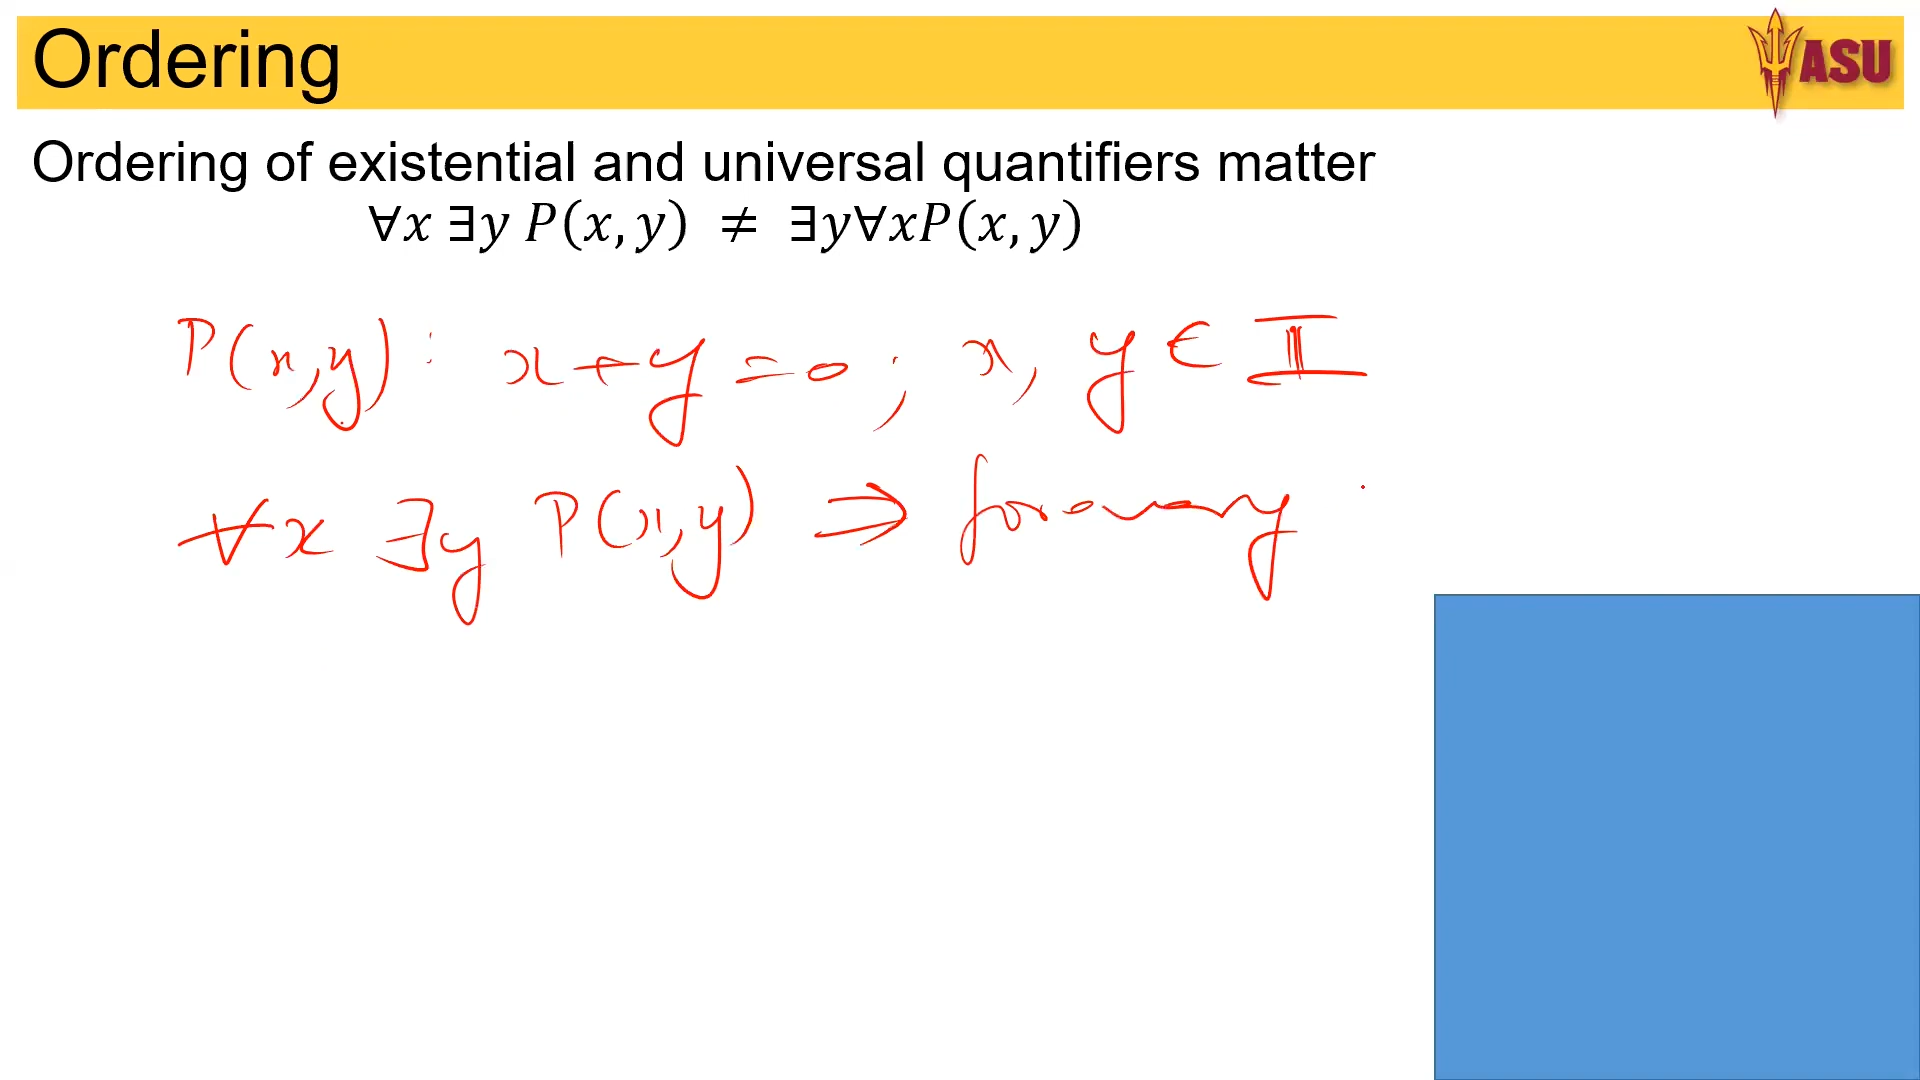 Ordering
ASU
Ordering of existential and universal quantifiers matter
∀x ∃y P(x, y) ≠ ∃y∀xP(x, y)
P(x,y) : x+y=0 ; x, y ∈ 𝕀
∀x ∃y P(x,y) ⇒ for every